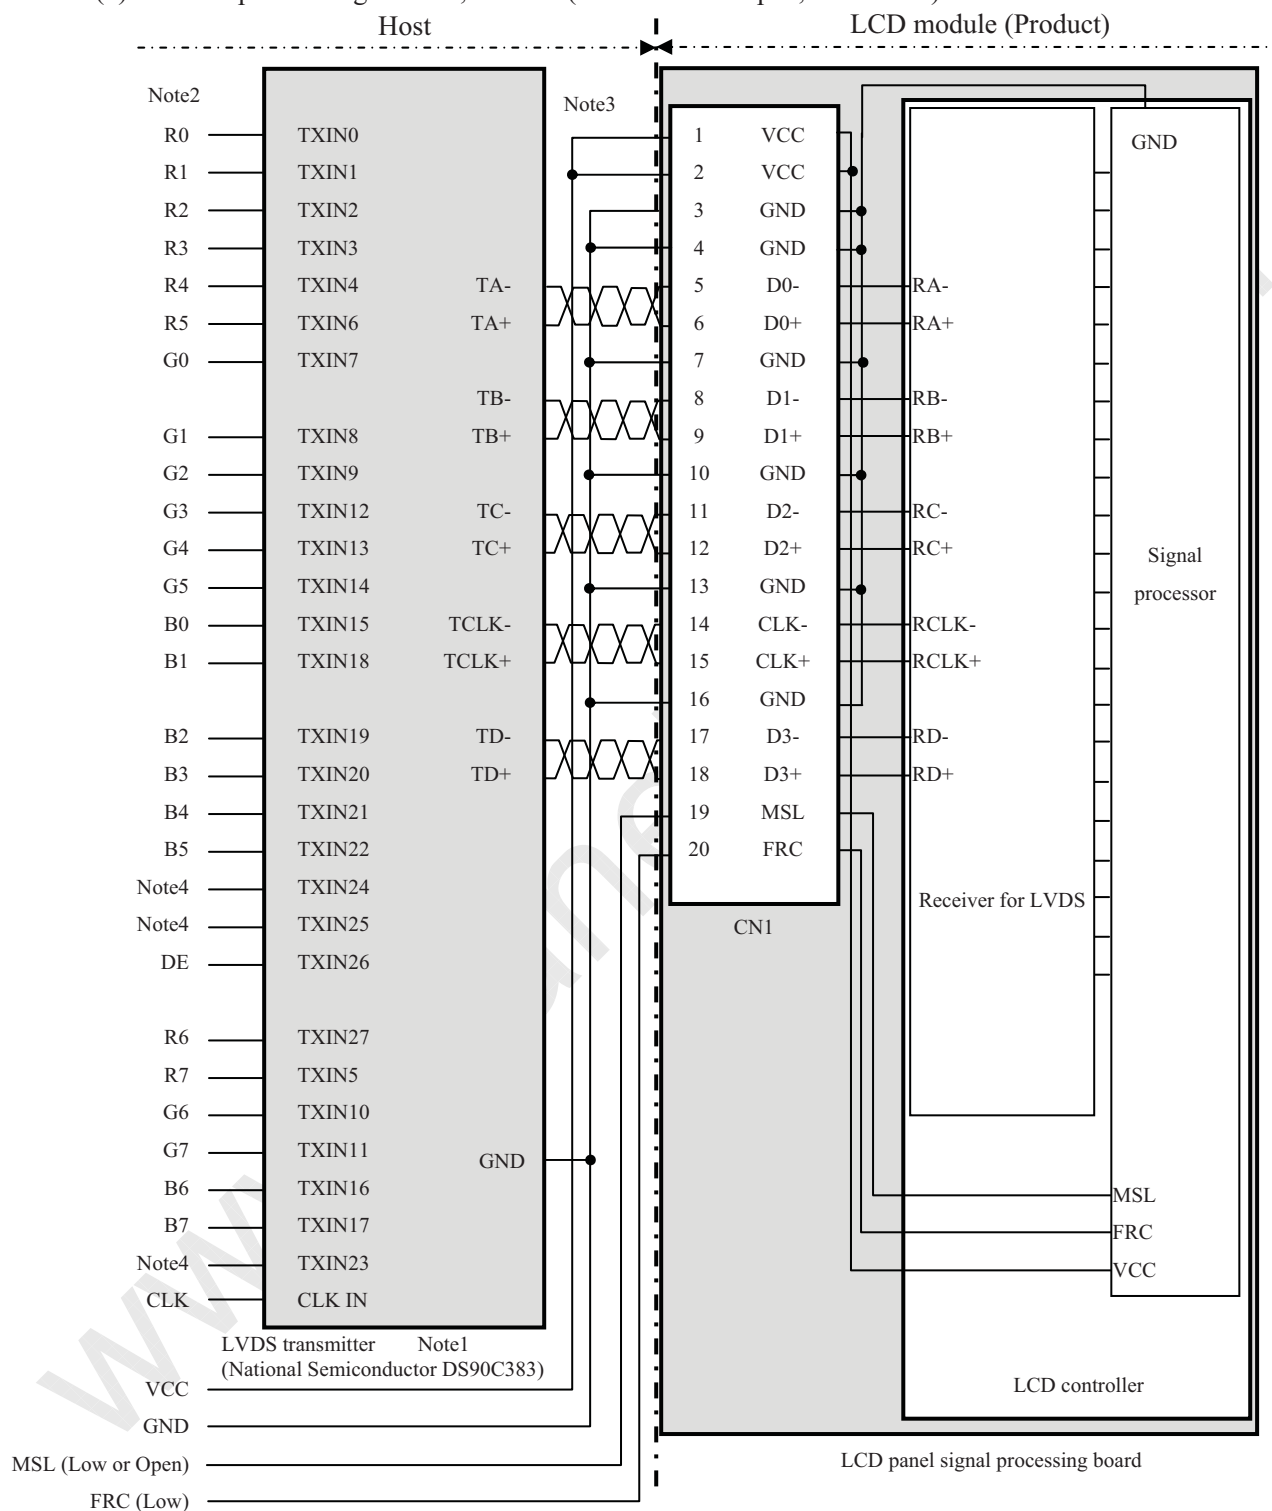 Host
LCD module (Product)
Note2
Note3
R0 TXIN0 1 VCC GND
R1 TXIN1 2 VCC
R2 TXIN2 3 GND
R3 TXIN3 4 GND
R4 TXIN4 TA- 5 D0- RA-
R5 TXIN6 TA+ 6 D0+ RA+
G0 TXIN7 7 GND
TB- 8 D1- RB-
G1 TXIN8 TB+ 9 D1+ RB+
G2 TXIN9 10 GND
G3 TXIN12 TC- 11 D2- RC-
G4 TXIN13 TC+ 12 D2+ RC+
Signal
processor
G5 TXIN14 13 GND
B0 TXIN15 TCLK- 14 CLK- RCLK-
B1 TXIN18 TCLK+ 15 CLK+ RCLK+
16 GND
B2 TXIN19 TD- 17 D3- RD-
B3 TXIN20 TD+ 18 D3+ RD+
B4 TXIN21 19 MSL
B5 TXIN22 20 FRC
Note4 TXIN24
Receiver for LVDS
Note4 TXIN25 CN1
DE TXIN26
R6 TXIN27
R7 TXIN5
G6 TXIN10
G7 TXIN11 GND
B6 TXIN16 MSL
B7 TXIN17 FRC
Note4 TXIN23 VCC
CLK CLK IN
LVDS transmitter Note1
(National Semiconductor DS90C383)
VCC
LCD controller
GND
MSL (Low or Open)
LCD panel signal processing board
FRC (Low)